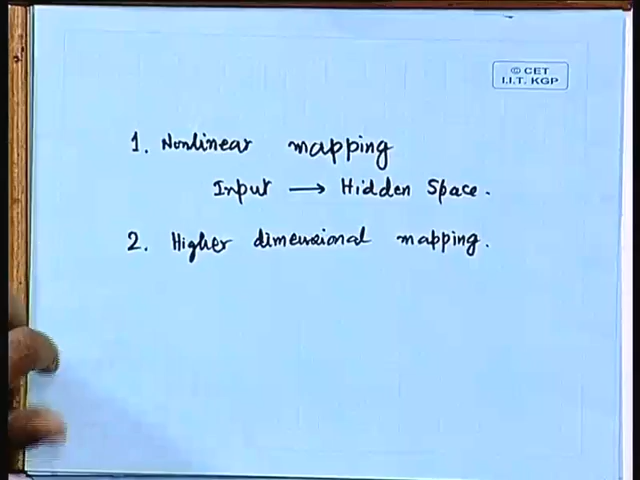 © CET
I.I.T. KGP
1. Nonlinear mapping
Input → Hidden Space.
2. Higher dimensional mapping.